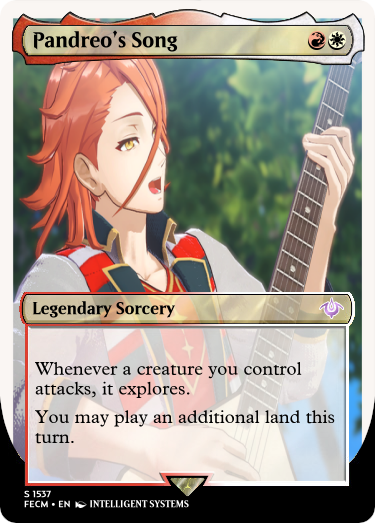 Pandreo's Song
Legendary Sorcery
Whenever a creature you control
attacks, it explores.
You may play an additional land this
turn.
S 1537
FECM • EN INTELLIGENT SYSTEMS